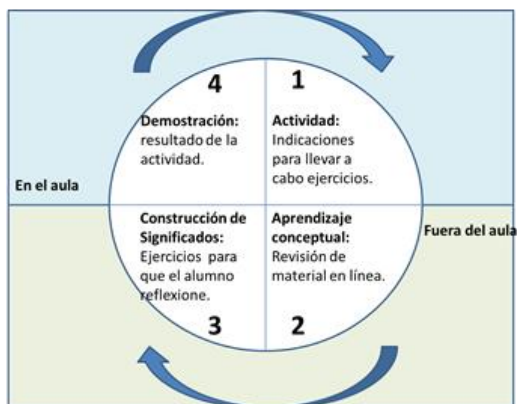 4
Demostración:
resultado de la
actividad.
1
Actividad:
Indicaciones
para llevar a
cabo ejercicios.
En el aula
Construcción de
Significados:
Ejercicios para
que el alumno
reflexione.
3
Aprendizaje
conceptual:
Revisión de
material en línea.
2
Fuera del aula